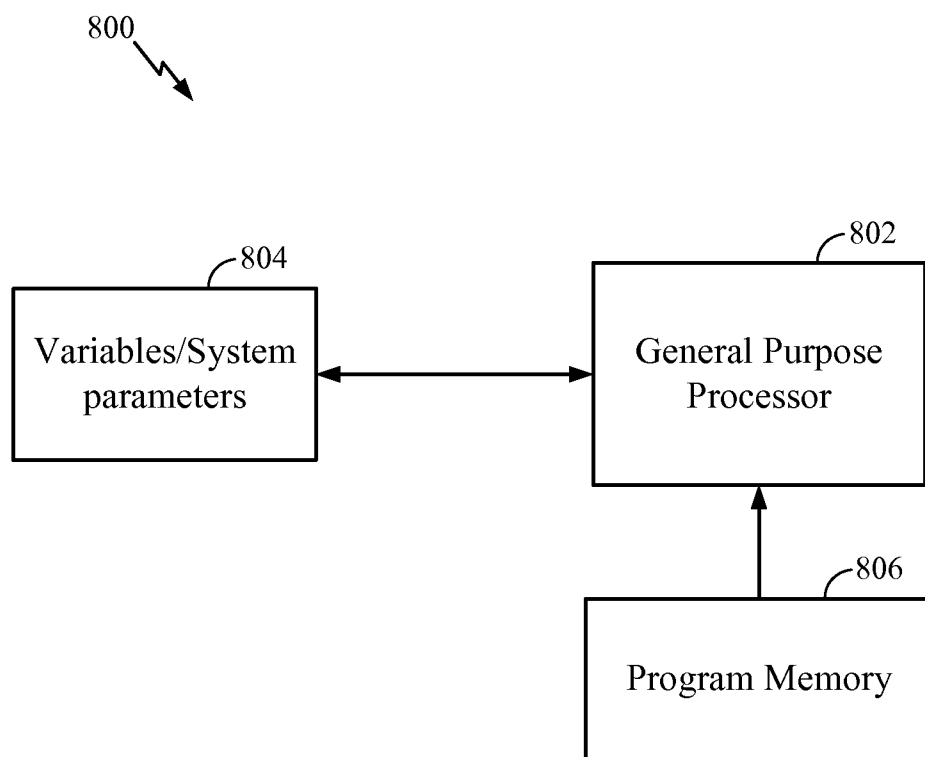 800
802
804
Variables/System
parameters
General Purpose
Processor
806
Program Memory